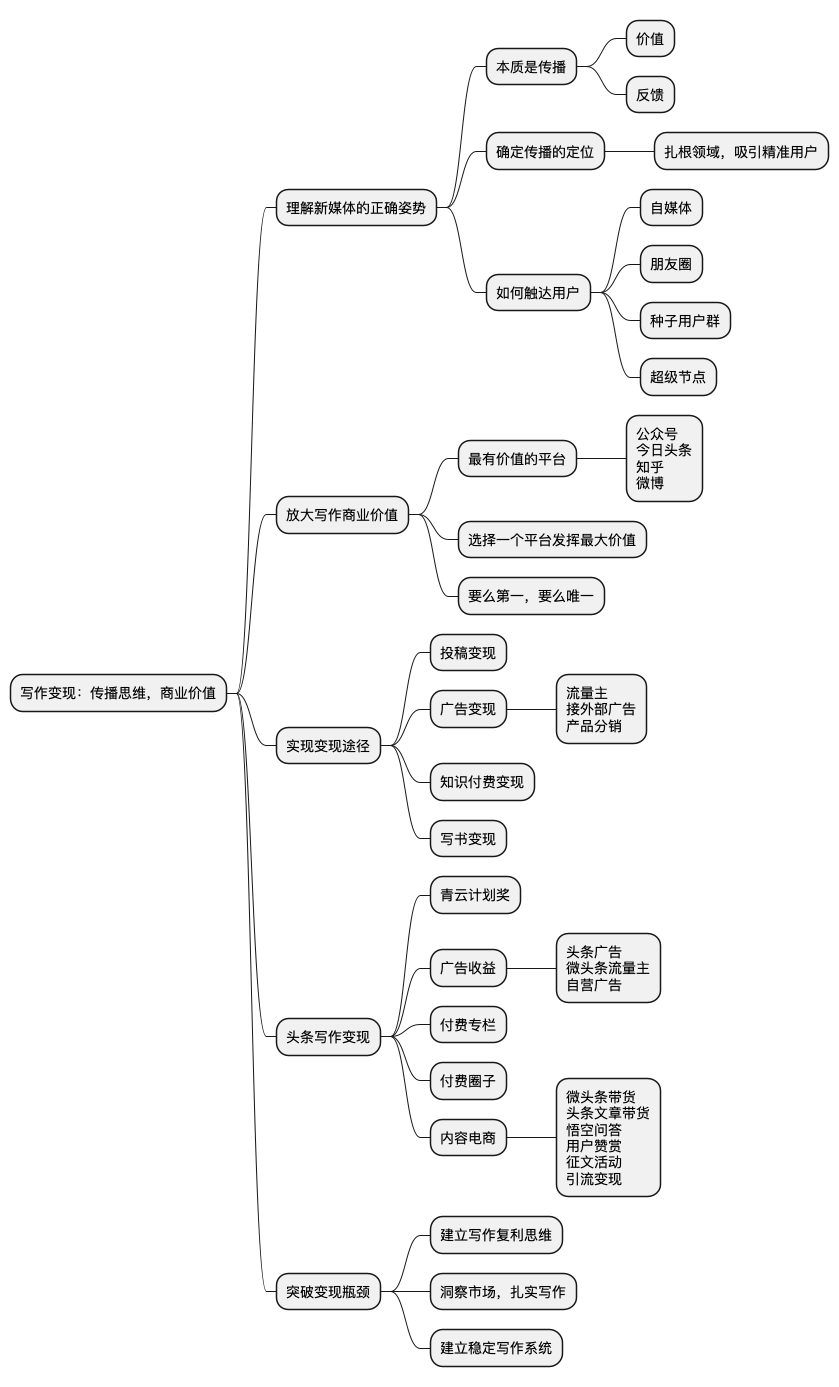 写作变现：传播思维，商业价值
理解新媒体的正确姿势
本质是传播
价值
反馈
确定传播的定位
扎根领域，吸引精准用户
如何触达用户
自媒体
朋友圈
种子用户群
超级节点
放大写作商业价值
最有价值的平台
公众号
今日头条
知乎
微博
选择一个平台发挥最大价值
要么第一，要么唯一
实现变现途径
投稿变现
广告变现
流量主
接外部广告
产品分销
知识付费变现
写书变现
头条写作变现
青云计划奖
广告收益
头条广告
微头条流量主
自营广告
付费专栏
付费圈子
内容电商
微头条带货
头条文章带货
悟空问答
用户赞赏
征文活动
引流变现
突破变现瓶颈
建立写作复利思维
洞察市场，扎实写作
建立稳定写作系统